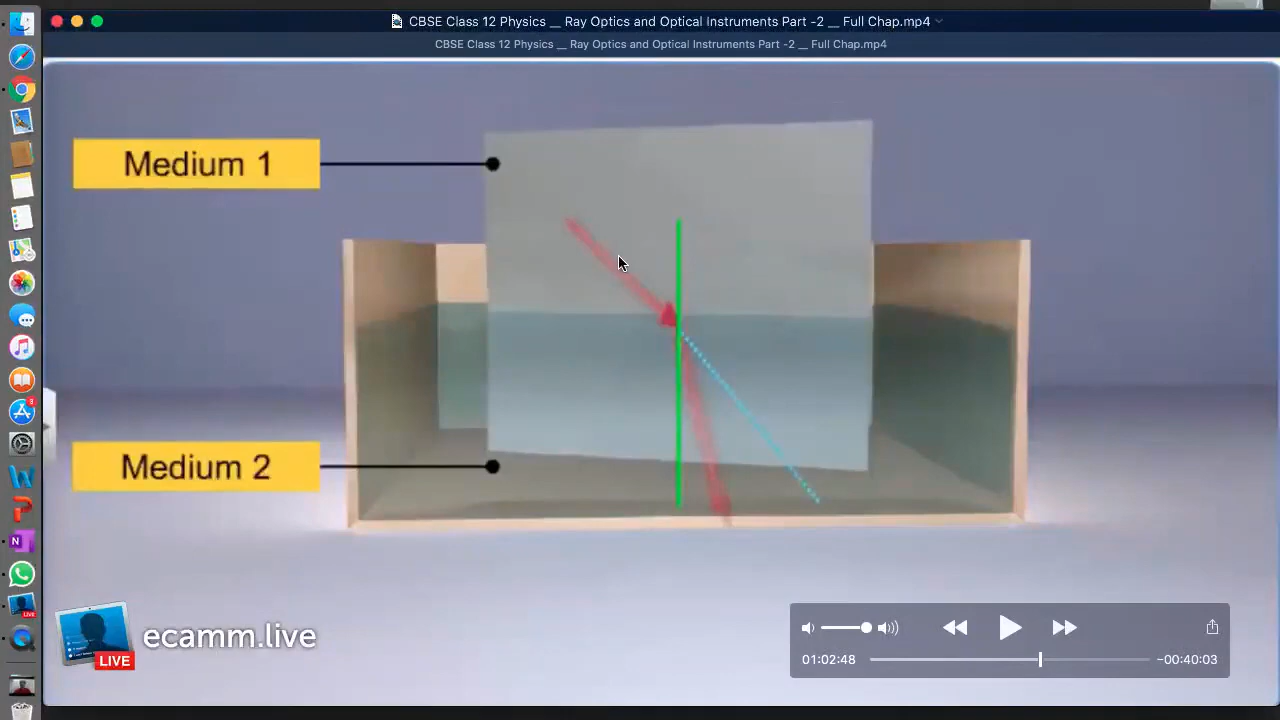 CBSE Class 12 Physics __ Ray Optics and Optical Instruments Part -2 __ Full Chap.mp4
CBSE Class 12 Physics __ Ray Optics and Optical Instruments Part -2 __ Full Chap.mp4
Medium 1
Medium 2
ecamm.live
LIVE
01:02:48
−00:40:03